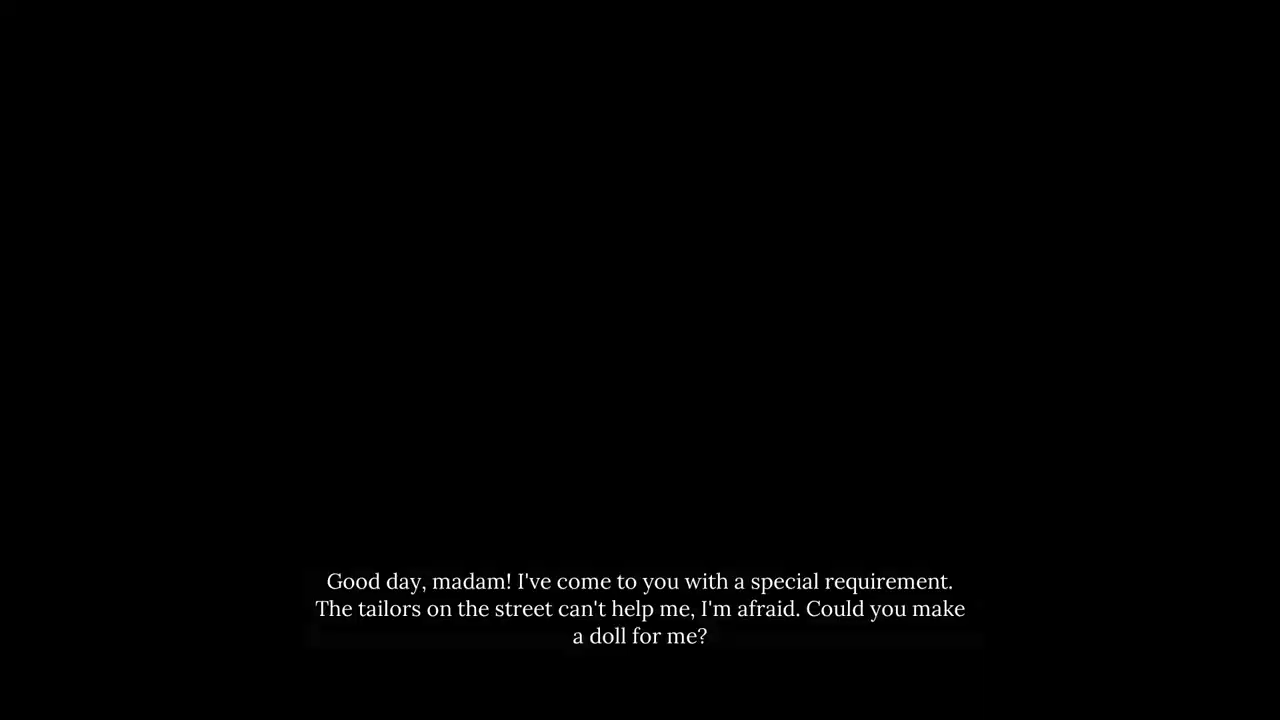 Good day, madam! I've come to you with a special requirement.
The tailors on the street can't help me, I'm afraid. Could you make
a doll for me?